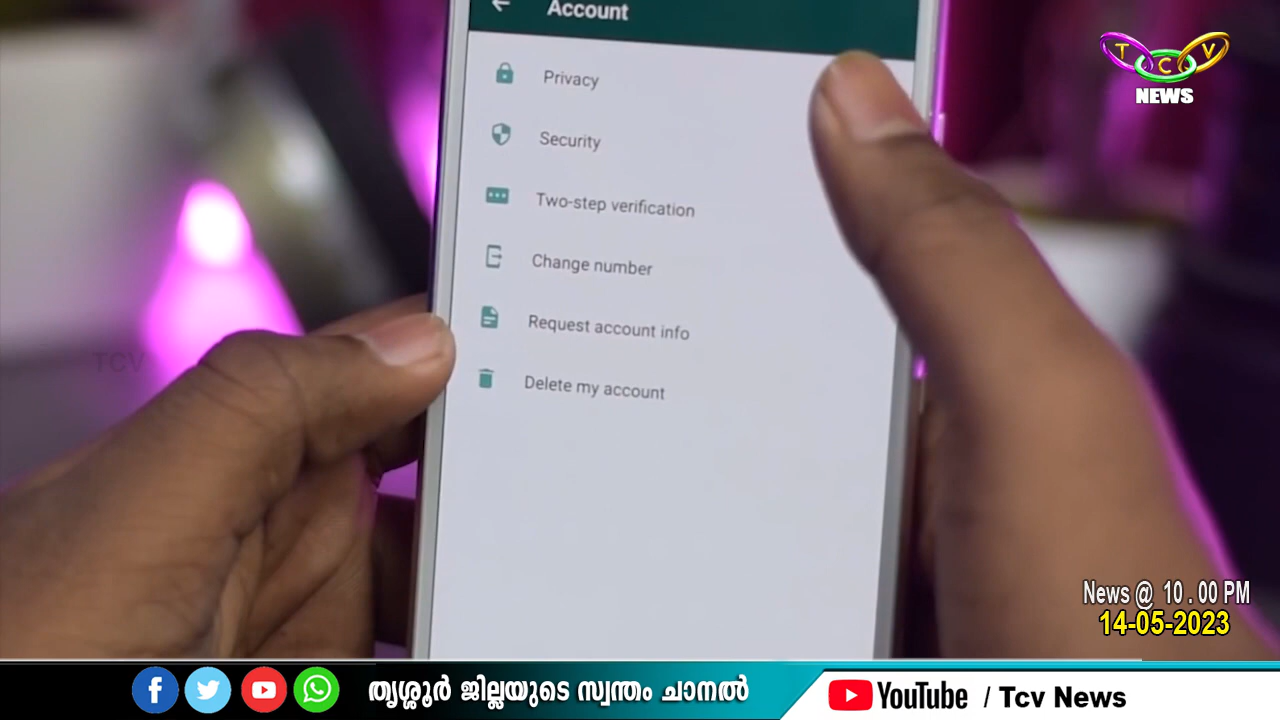 Account
Privacy
Security
Two-step verification
Change number
Request account info
Delete my account
T C V
NEWS
TCV
News @ 10 . 00 PM
14-05-2023
തൃശ്ശൂർ ജില്ലയുടെ സ്വന്തം ചാനൽ
YouTube / Tcv News